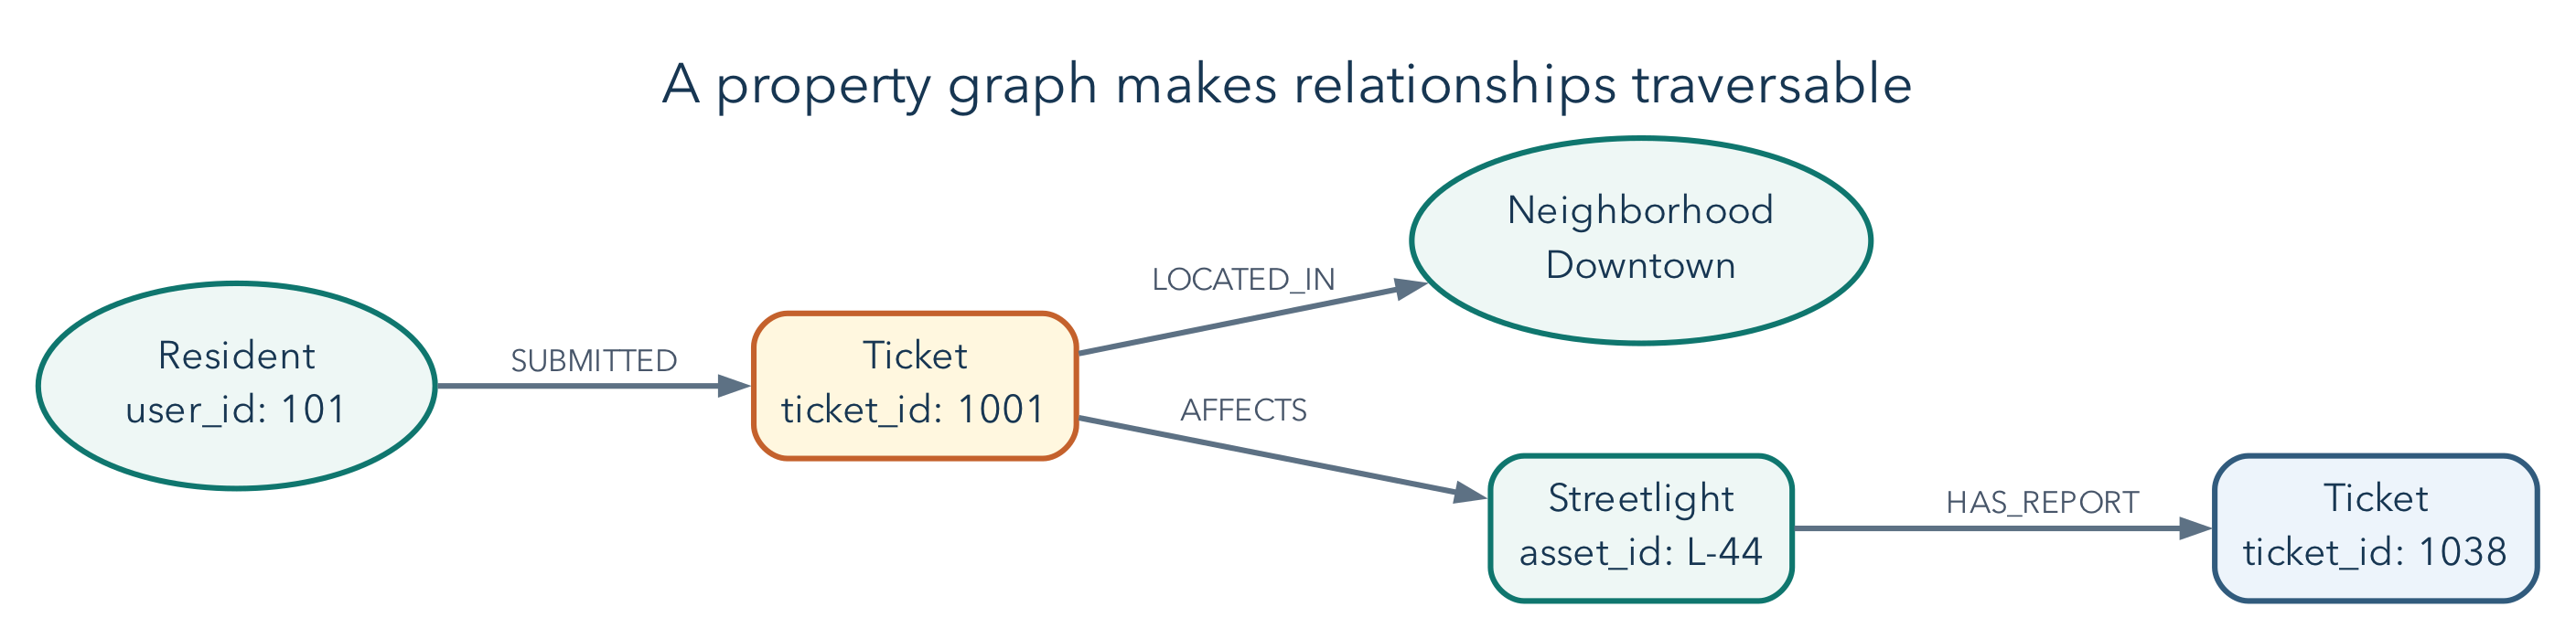 A property graph makes relationships traversable
Neighborhood
Downtown
LOCATED_IN
Resident
user_id: 101
SUBMITTED
Ticket
ticket_id: 1001
AFFECTS
Streetlight
asset_id: L-44
HAS_REPORT
Ticket
ticket_id: 1038